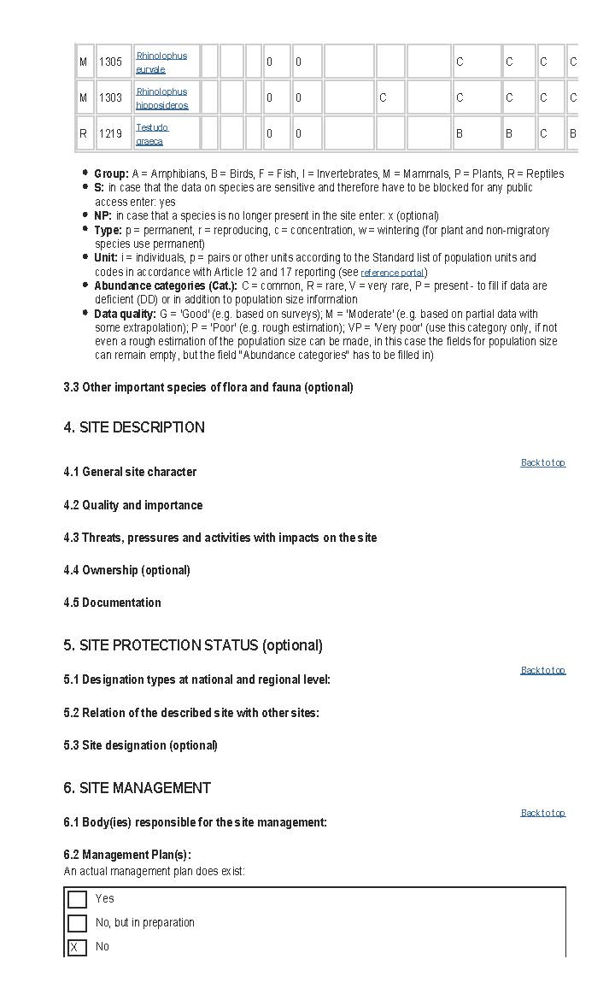 M 1305 Rhinolophus 0 0 C C C C
euryale
M 1303 Rhinolophus 0 0 C C C C C
hipposideros
R 1219 Testudo 0 0 B B C B
graeca
• Group: A = Amphibians, B = Birds, F = Fish, I = Invertebrates, M = Mammals, P = Plants, R = Reptiles
• S: in case that the data on species are sensitive and therefore have to be blocked for any public
access enter: yes
• NP: in case that a species is no longer present in the site enter: x (optional)
• Type: p = permanent, r = reproducing, c = concentration, w = wintering (for plant and non-migratory
species use permanent)
• Unit: i = individuals, p = pairs or other units according to the Standard list of population units and
codes in accordance with Article 12 and 17 reporting (see reference portal)
• Abundance categories (Cat.): C = common, R = rare, V = very rare, P = present - to fill if data are
deficient (DD) or in addition to population size information
• Data quality: G = 'Good' (e.g. based on surveys); M = 'Moderate' (e.g. based on partial data with
some extrapolation); P = 'Poor' (e.g. rough estimation); VP = 'Very poor' (use this category only, if not
even a rough estimation of the population size can be made, in this case the fields for population size
can remain empty, but the field "Abundance categories" has to be filled in)
3.3 Other important species of flora and fauna (optional)
4. SITE DESCRIPTION
Back to top
4.1 General site character
4.2 Quality and importance
4.3 Threats, pressures and activities with impacts on the site
4.4 Ownership (optional)
4.5 Documentation
5. SITE PROTECTION STATUS (optional)
Back to top
5.1 Designation types at national and regional level:
5.2 Relation of the described site with other sites:
5.3 Site designation (optional)
6. SITE MANAGEMENT
Back to top
6.1 Body(ies) responsible for the site management:
6.2 Management Plan(s):
An actual management plan does exist:
Yes
No, but in preparation
X No